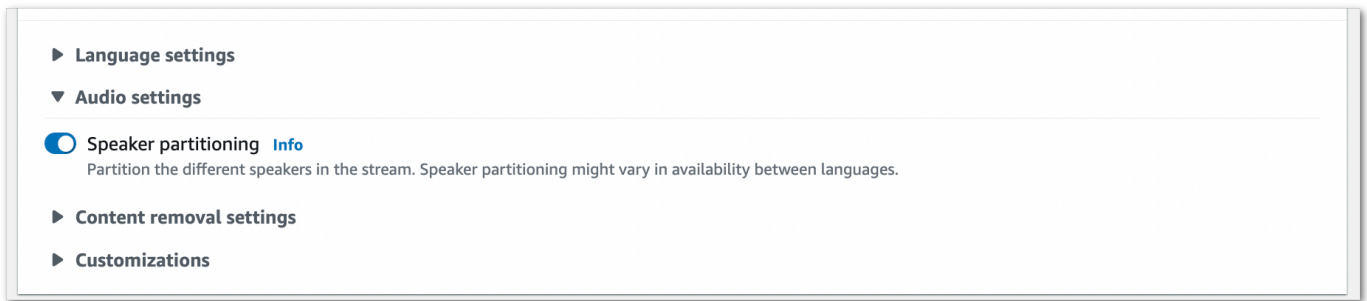 Language settings
Audio settings
Speaker partitioning Info
Partition the different speakers in the stream. Speaker partitioning might vary in availability between languages.
Content removal settings
Customizations